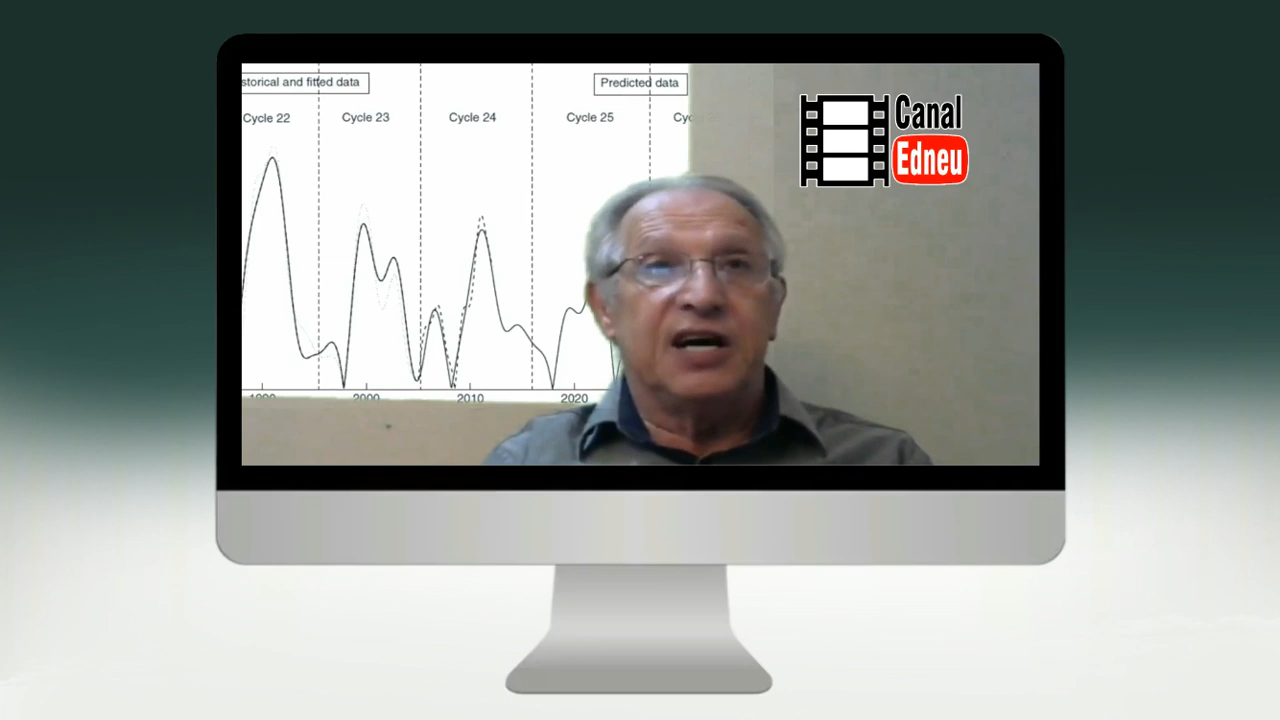 storical and fitted data
Predicted data
Cycle 22
Cycle 23
Cycle 24
Cycle 25
Canal
Edneu
2000
2010
2020